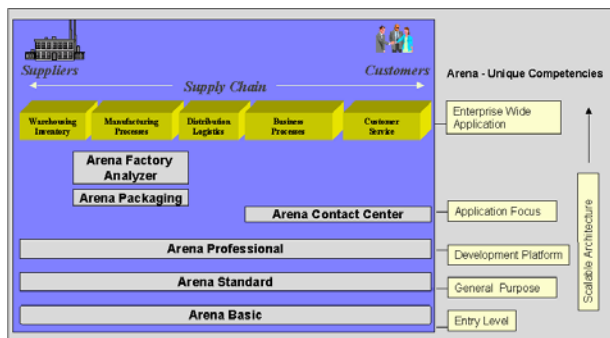 Suppliers
Customers
Supply Chain
Warehousing
Inventory
Manufacturing
Processes
Distribution
Logistics
Business
Processes
Customer
Service
Arena Factory
Analyzer
Arena Packaging
Arena Contact Center
Arena Professional
Arena Standard
Arena Basic
Arena - Unique Competencies
Enterprise Wide
Application
Application Focus
Development Platform
General Purpose
Entry Level
Scalable Architecture